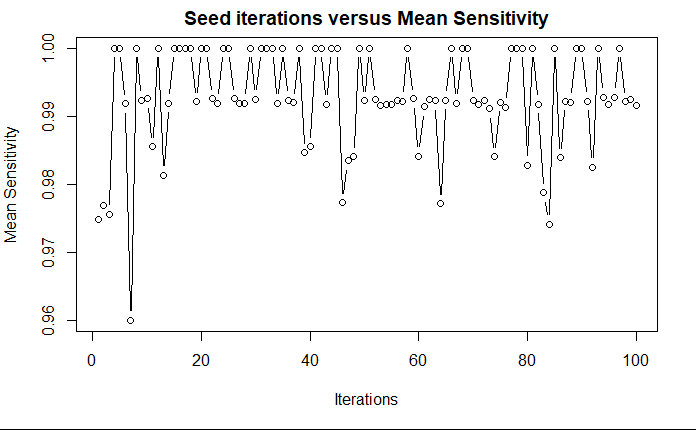 Seed iterations versus Mean Sensitivity
Mean Sensitivity
1.00
0.99
0.98
0.97
0.96
0 20 40 60 80 100
Iterations